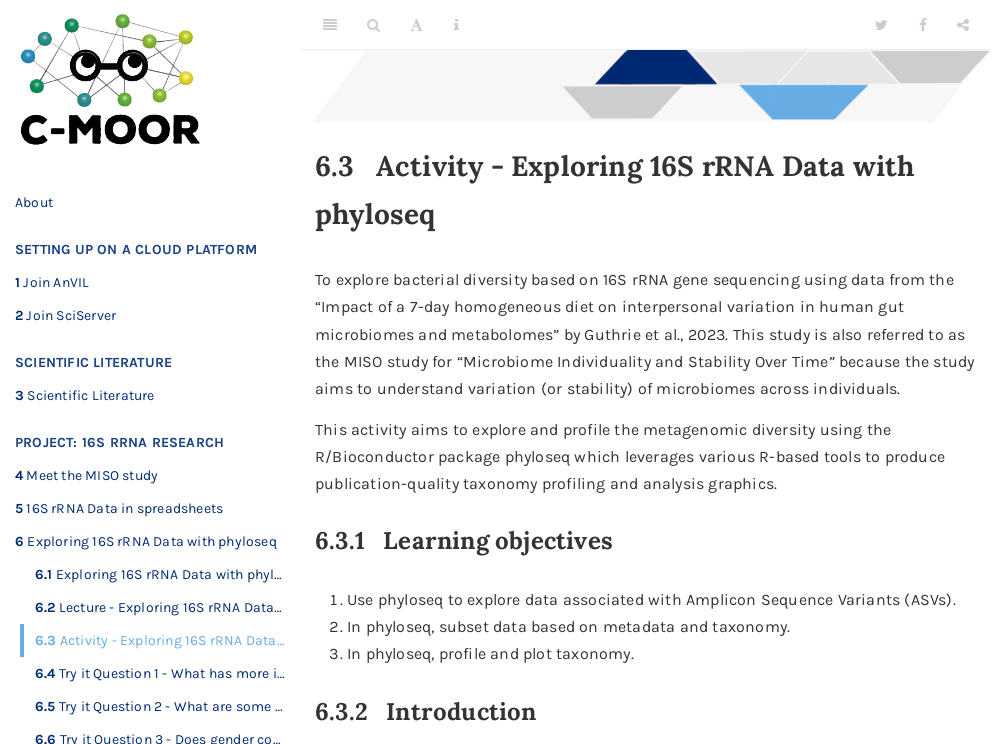 C-MOOR
About
SETTING UP ON A CLOUD PLATFORM
1 Join AnVIL
2 Join SciServer
SCIENTIFIC LITERATURE
3 Scientific Literature
PROJECT: 16S RRNA RESEARCH
4 Meet the MISO study
5 16S rRNA Data in spreadsheets
6 Exploring 16S rRNA Data with phyloseq
6.1 Exploring 16S rRNA Data with phyl…
6.2 Lecture - Exploring 16S rRNA Data…
6.3 Activity - Exploring 16S rRNA Data…
6.4 Try it Question 1 - What has more i…
6.5 Try it Question 2 - What are some …
6.6 Try it Question 3 - Does gender co…
A i
6.3 Activity - Exploring 16S rRNA Data with
phyloseq
To explore bacterial diversity based on 16S rRNA gene sequencing using data from the
“Impact of a 7-day homogeneous diet on interpersonal variation in human gut
microbiomes and metabolomes” by Guthrie et al., 2023. This study is also referred to as
the MISO study for “Microbiome Individuality and Stability Over Time” because the study
aims to understand variation (or stability) of microbiomes across individuals.
This activity aims to explore and profile the metagenomic diversity using the
R/Bioconductor package phyloseq which leverages various R-based tools to produce
publication-quality taxonomy profiling and analysis graphics.
6.3.1 Learning objectives
1. Use phyloseq to explore data associated with Amplicon Sequence Variants (ASVs).
2. In phyloseq, subset data based on metadata and taxonomy.
3. In phyloseq, profile and plot taxonomy.
6.3.2 Introduction